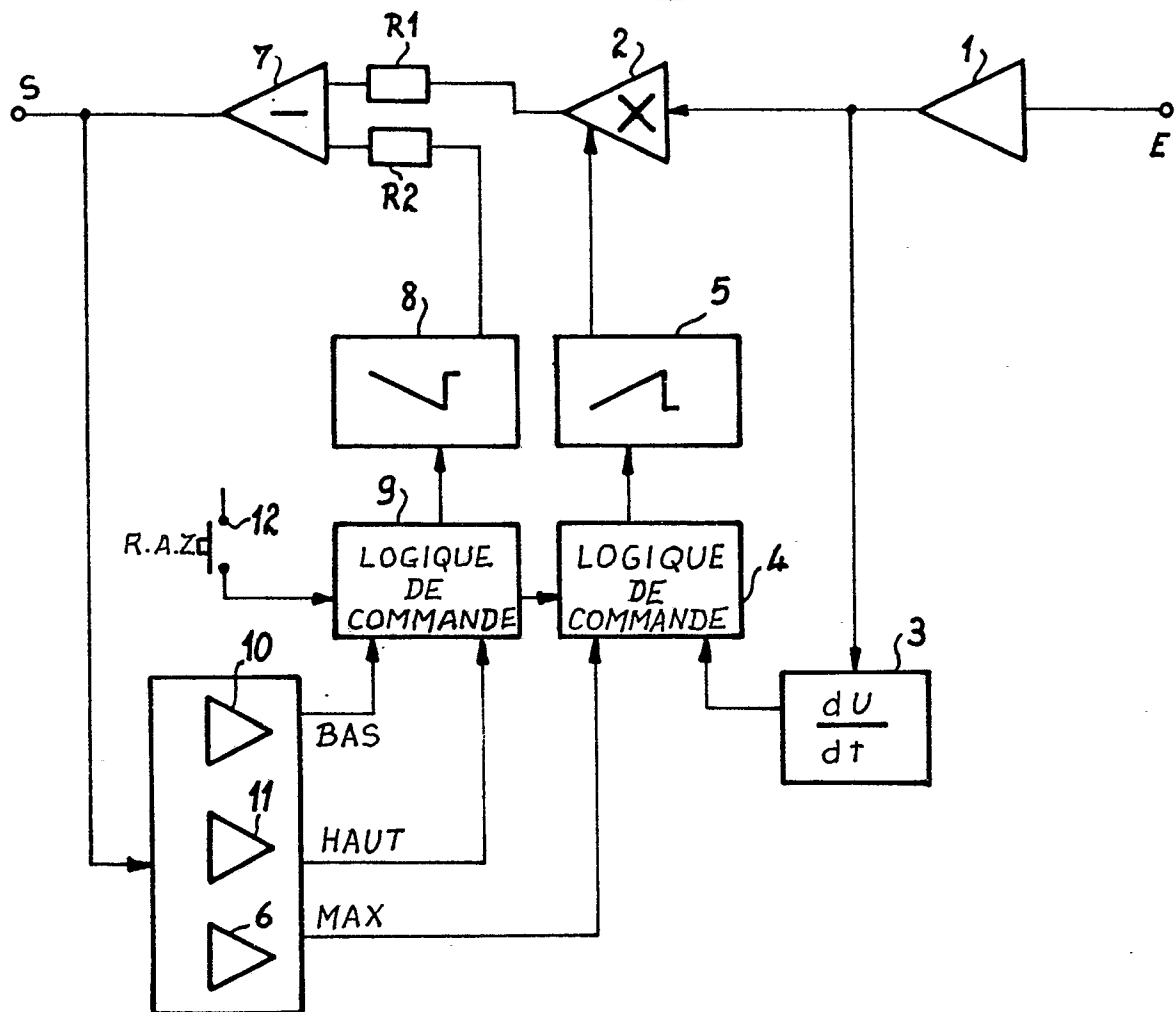 R1
7
2
1
S
E
R2
8
5
12
9
R.A.Z
LOGIQUE
DE
COMMANDE
LOGIQUE
DE
COMMANDE
4
10
3
BAS
dU
dt
11
HAUT
6
MAX